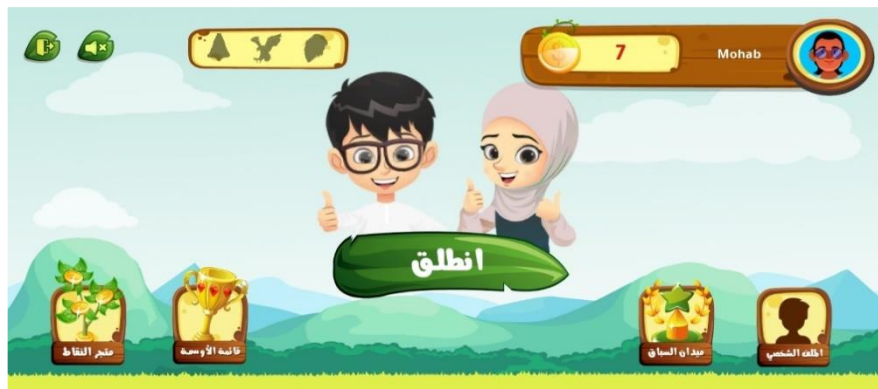 7
Mohab
انطلق
متجر النقاط
قائمة الأوسمة
ميدان السباق
الملف الشخصي